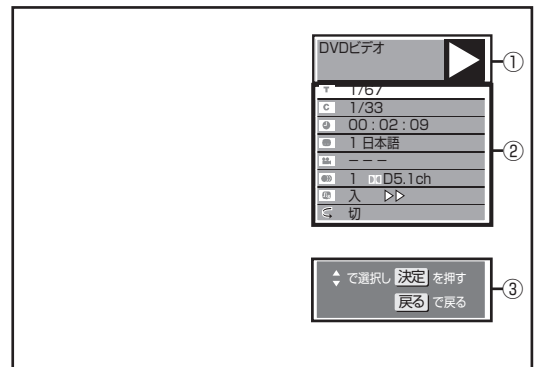 DVDビデオ
①
T 1/67
C 1/33
00:02:09
1 日本語
②
---
1 D5.1ch
入
切
で選択し 決定 を押す
③
戻る で戻る